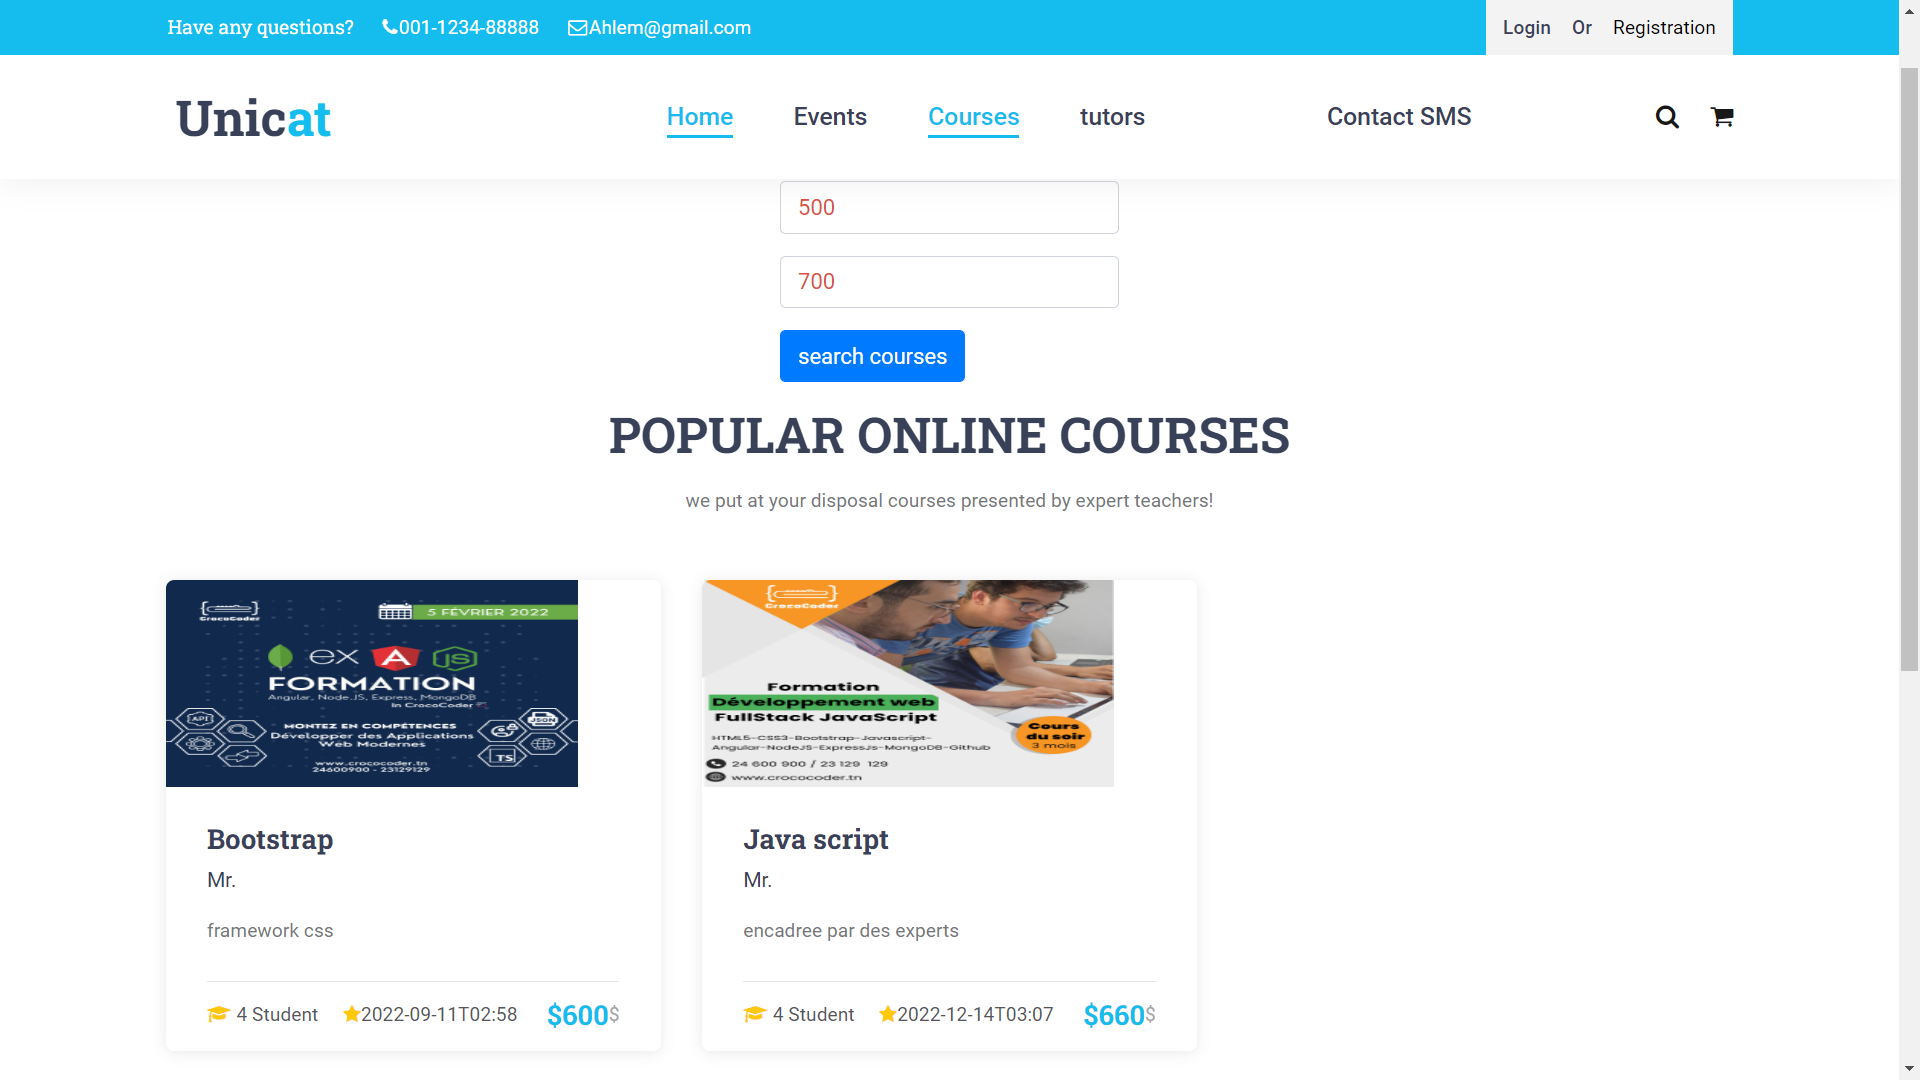 Have any questions? 001-1234-88888 Ahlem@gmail.com Login Or Registration
Unicat Home Events Courses tutors Contact SMS
500
700
search courses
POPULAR ONLINE COURSES
we put at your disposal courses presented by expert teachers!
CrocoCoder
5 FÉVRIER 2022
ex A JS
FORMATION
Angular, Node JS, Express, MongoDB
In CrocoCoder
API
JSON
TS
MONTEZ EN COMPÉTENCES
Développer des Applications
Web Modernes
www.crococoder.tn
24600900 - 23129129
CrocoCoder
Formation
Développement web
FullStack JavaScript
HTML5-CSS3-Bootstrap-Javascript-
Angular-NodeJS-ExpressJs-MongoDB-Github
Cours
du soir
3 mois
24 600 900 / 23 129 129
www.crococoder.tn
Bootstrap
Mr.
framework css
4 Student 2022-09-11T02:58 $600$
Java script
Mr.
encadree par des experts
4 Student 2022-12-14T03:07 $660$